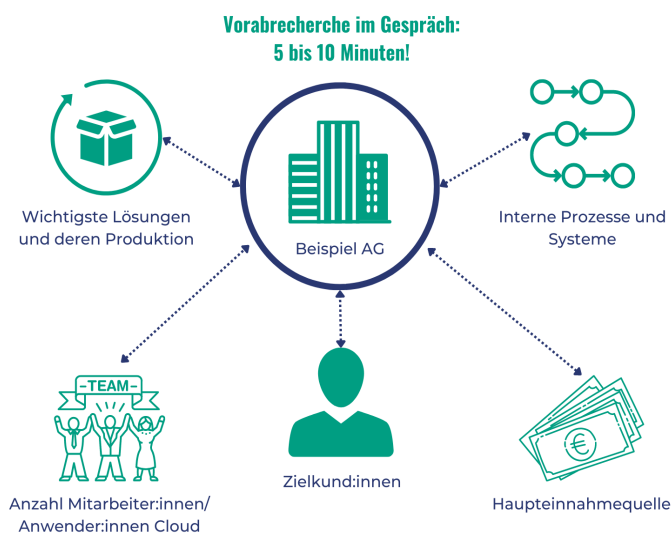 Vorabrecherche im Gespräch:
5 bis 10 Minuten!
Wichtigste Lösungen
und deren Produktion
Beispiel AG
Interne Prozesse und
Systeme
-TEAM-
Anzahl Mitarbeiter:innen/
Anwender:innen Cloud
Zielkund:innen
€
Haupteinnahmequelle